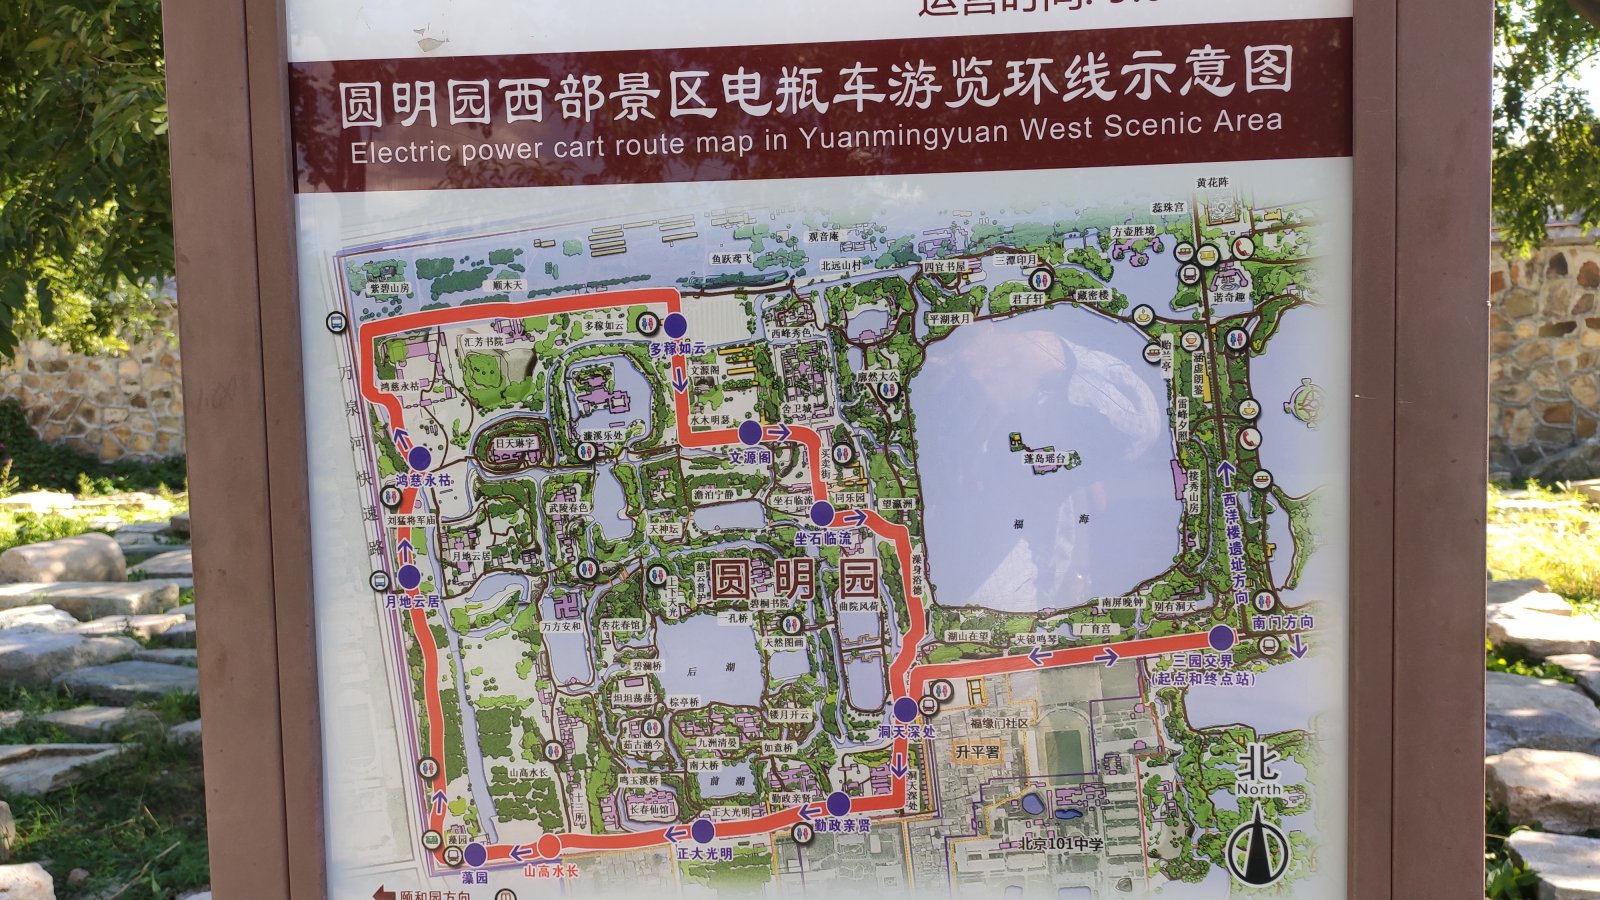 运营时间:
圆明园西部景区电瓶车游览环线示意图
Electric power cart route map in Yuanmingyuan West Scenic Area
黄花阵
蕊珠宫
方壶胜境
观音庵
鱼跃鸢飞
北远山村
四宜书屋
三潭印月
紫碧山房
顺木天
君子轩
藏密楼
谐奇趣
平湖秋月
多稼如云
多稼如云
西峰秀色
汇芳书院
文源阁
廓然大公
贻兰亭
涵虚朗鉴
鸿慈永祜
舍卫城
水木明瑟
雷峰夕照
日天琳宇
濂溪乐处
文源阁
买卖街
蓬岛瑶台
万泉河快速路
鸿慈永祜
澹泊宁静
坐石临流
同乐园
望瀛洲
接秀山房
西洋楼遗址方向
刘猛将军庙
武陵春色
天神坛
坐石临流
福海
月地云居
慈云普护
上下天光
圆明园
澡身浴德
月地云居
碧桐书院
曲院风荷
南屏晚钟
别有洞天
万方安和
杏花春馆
一孔桥
天然图画
湖山在望
夹镜鸣琴
广育宫
南门方向
碧澜桥
后湖
三园交界
(起点和终点站)
坦坦荡荡
棕亭桥
镂月开云
洞天深处
福缘门社区
茹古涵今
九洲清晏
如意桥
升平署
南大桥
山高水长
鸣玉溪桥
前湖
洞天深处
北
North
十三所
长春仙馆
正大光明
勤政亲贤
勤政亲贤
藻园
正大光明
北京101中学
山高水长
藻园
颐和园方向